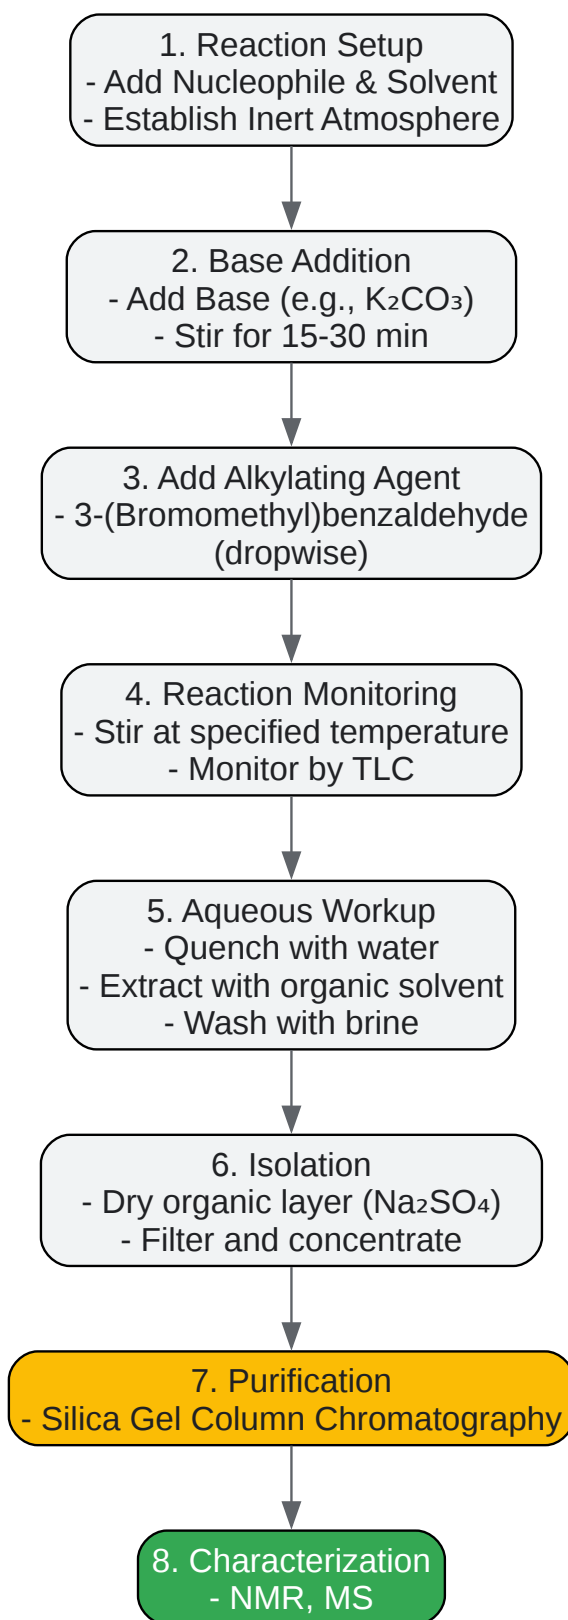 1. Reaction Setup
- Add Nucleophile & Solvent
- Establish Inert Atmosphere
2. Base Addition
- Add Base (e.g., K₂CO₃)
- Stir for 15-30 min
3. Add Alkylating Agent
- 3-(Bromomethyl)benzaldehyde
(dropwise)
4. Reaction Monitoring
- Stir at specified temperature
- Monitor by TLC
5. Aqueous Workup
- Quench with water
- Extract with organic solvent
- Wash with brine
6. Isolation
- Dry organic layer (Na₂SO₄)
- Filter and concentrate
7. Purification
- Silica Gel Column Chromatography
8. Characterization
- NMR, MS